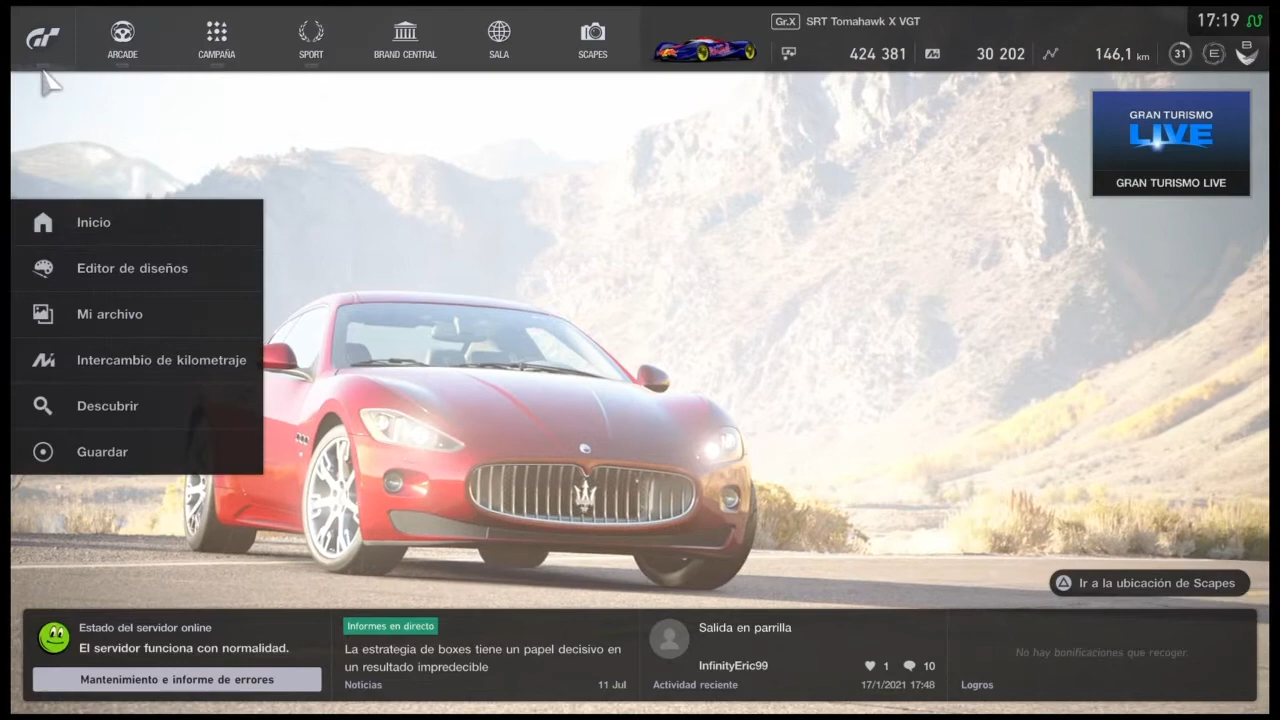 Gr.X SRT Tomahawk X VGT
17:19
ARCADE
CAMPAÑA
SPORT
BRAND CENTRAL
SALA
SCAPES
424 381
30 202
146,1 km
31
E
B
GRAN TURISMO
LIVE
GRAN TURISMO LIVE
Inicio
Editor de diseños
Mi archivo
Intercambio de kilometraje
Descubrir
Guardar
Ir a la ubicación de Scapes
Estado del servidor online
El servidor funciona con normalidad.
Mantenimiento e informe de errores
Informes en directo
La estrategia de boxes tiene un papel decisivo en
un resultado impredecible
Noticias 11 Jul
Salida en parrilla
InfinityEric99 1 10
Actividad reciente 17/1/2021 17:48
No hay bonificaciones que recoger.
Logros